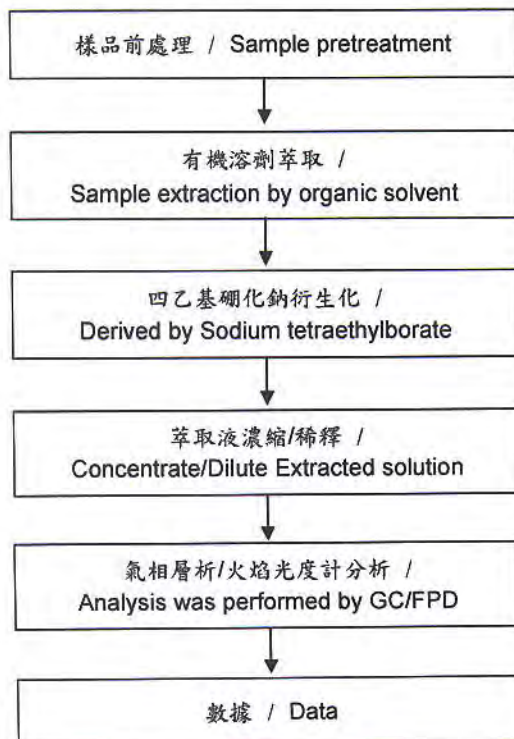 樣品前處理 / Sample pretreatment
有機溶劑萃取 /
Sample extraction by organic solvent
四乙基硼化鈉衍生化 /
Derived by Sodium tetraethylborate
萃取液濃縮/稀釋 /
Concentrate/Dilute Extracted solution
氣相層析/火焰光度計分析 /
Analysis was performed by GC/FPD
數據 / Data